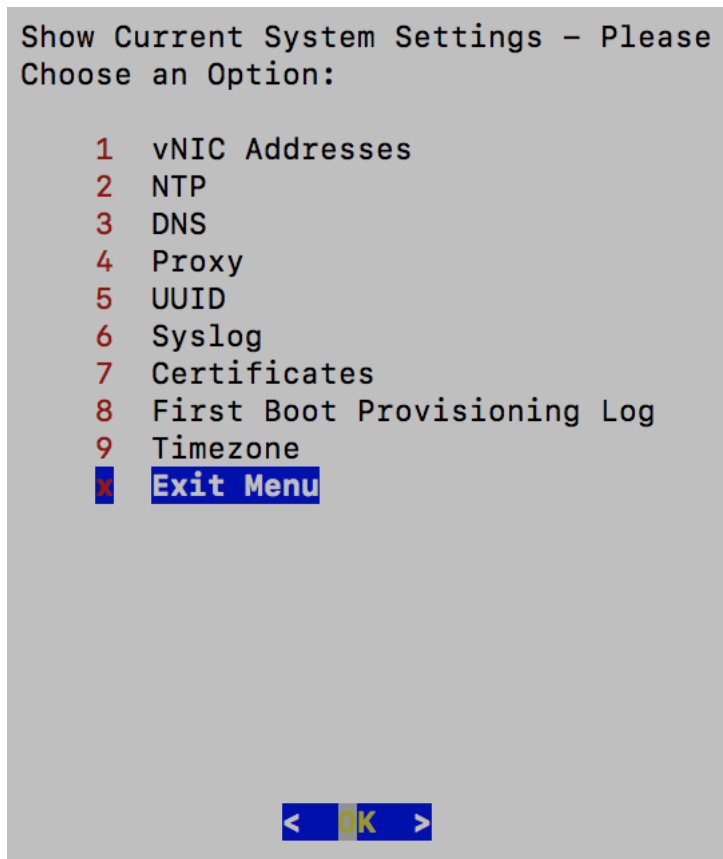 Show Current System Settings – Please
Choose an Option:
1 vNIC Addresses
2 NTP
3 DNS
4 Proxy
5 UUID
6 Syslog
7 Certificates
8 First Boot Provisioning Log
9 Timezone
x Exit Menu
< OK >